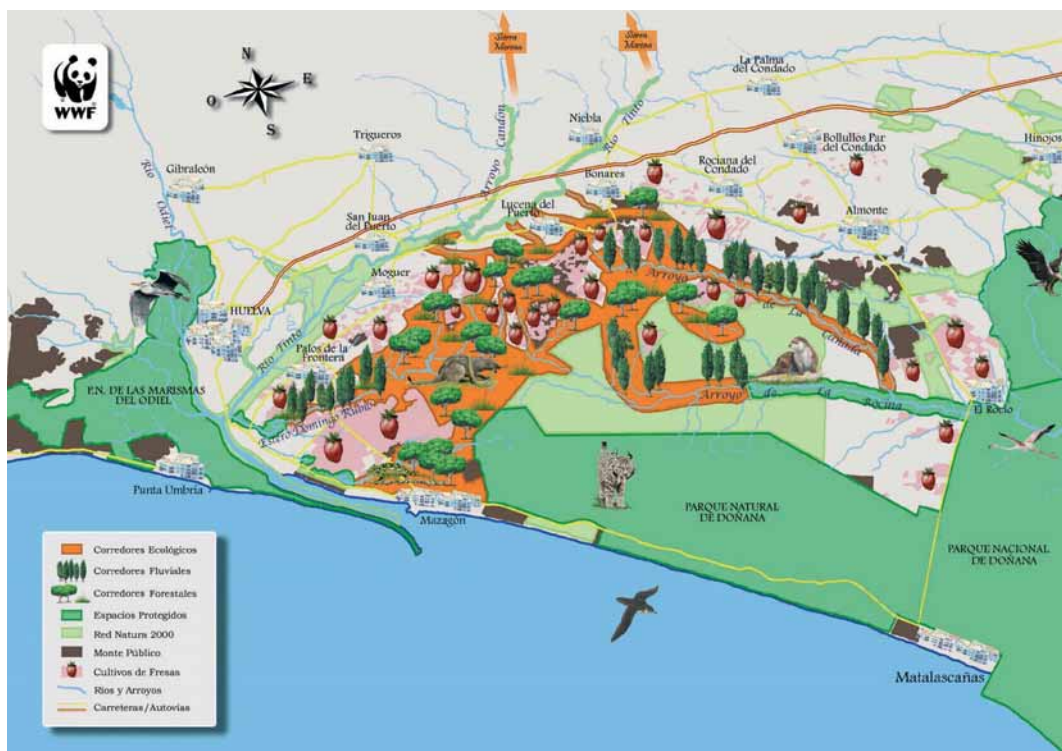 Sierra
Morena
Sierra
Morena
WWF
N
E
O
S
La Palma
del Condado
Niebla
Río Tinto
Arroyo Candón
Trigueros
Gibraleón
Río Odiel
Bollullos Par
del Condado
Hinojos
Rociana del
Condado
Bonares
Lucena del
Puerto
San Juan
del Puerto
Almonte
Moguer
Arroyo
de La
Cañada
HUELVA
Río Tinto
Palos de la
Frontera
P.N. DE LAS MARISMAS
DEL ODIEL
Estero Domingo Rubio
Arroyo de La Rocina
El Rocío
Punta Umbría
Mazagón
PARQUE NATURAL
DE DOÑANA
PARQUE NACIONAL
DE DOÑANA
Matalascañas
Corredores Ecológicos
Corredores Fluviales
Corredores Forestales
Espacios Protegidos
Red Natura 2000
Monte Público
Cultivos de Fresas
Ríos y Arroyos
Carreteras/Autovías